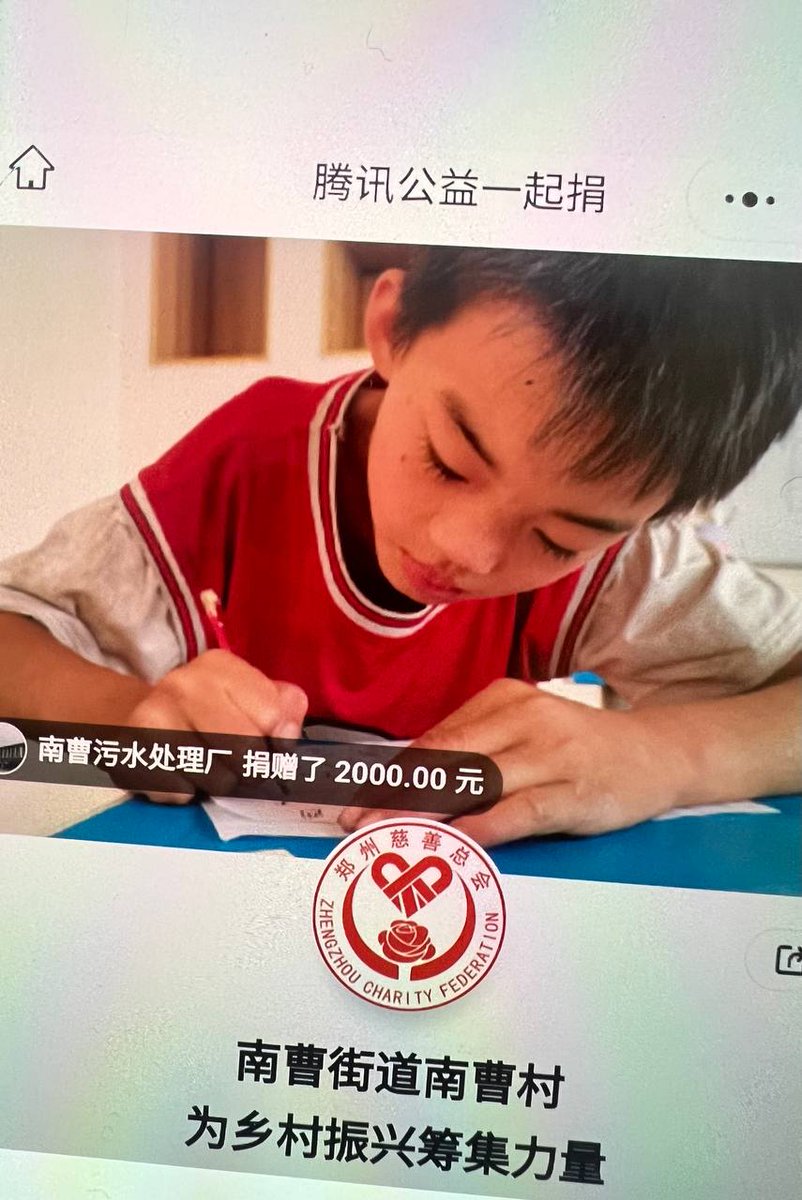 腾讯公益一起捐
南曹污水处理厂 捐赠了 2000.00 元
郑州慈善总会
ZHENGZHOU CHARITY FEDERATION
南曹街道南曹村
为乡村振兴筹集力量